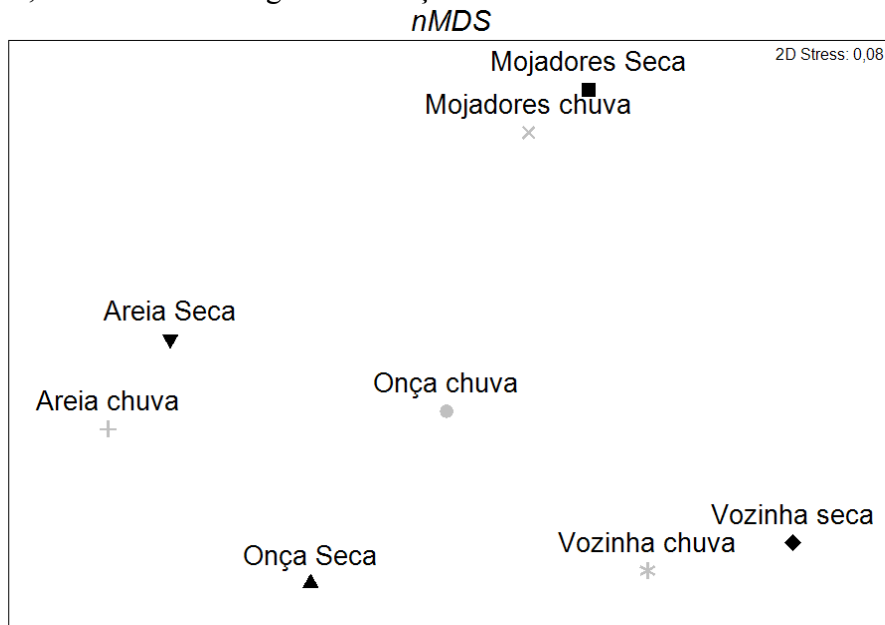 nMDS
2D Stress: 0,08
Mojadores Seca
Mojadores chuva
Areia Seca
Onça chuva
Areia chuva
Vozinha seca
Vozinha chuva
Onça Seca